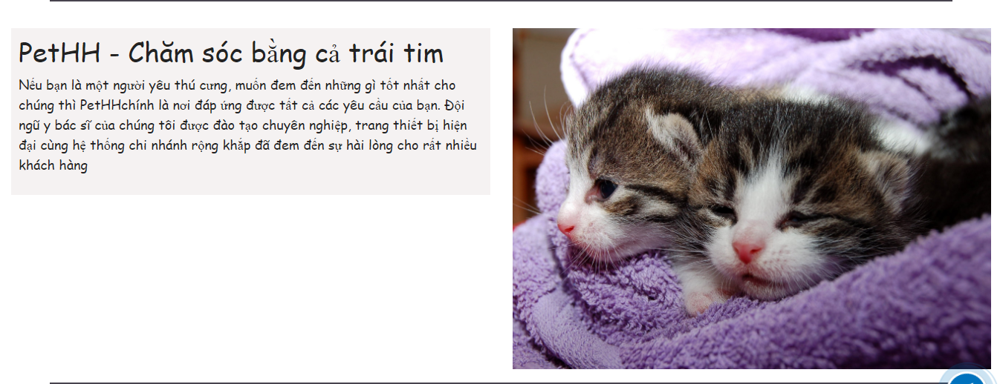 PetHH - Chăm sóc bằng cả trái tim
Nếu bạn là một người yêu thú cưng, muốn đem đến những gì tốt nhất cho
chúng thì PetHHchính là nơi đáp ứng được tất cả các yêu cầu của bạn. Đội
ngũ y bác sĩ của chúng tôi được đào tạo chuyên nghiệp, trang thiết bị hiện
đại cùng hệ thống chi nhánh rộng khắp đã đem đến sự hài lòng cho rất nhiều
khách hàng